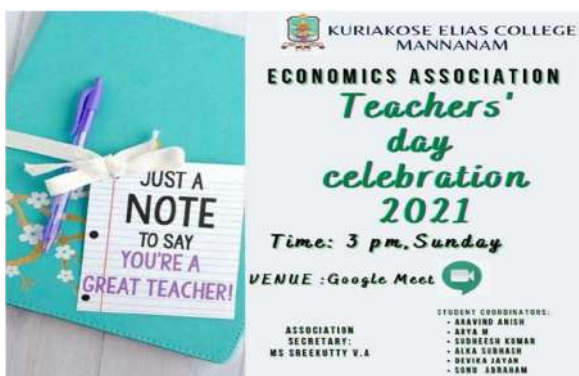 KURIAKOSE ELIAS COLLEGE
MANNANAM
ECONOMICS ASSOCIATION
Teachers'
day
celebration
2021
Time: 3 pm,Sunday
VENUE :Google Meet
JUST A
NOTE
TO SAY
YOU'RE A
GREAT TEACHER!
ASSOCIATION
SECRETARY:
MS SREEKUTTY V.A
STUDENT COORDINATORS:
• ARAVIND ANISH
• ARYA M
• SUDHEESH KUMAR
• ALKA SUBHASH
• DEVIKA JAYAN
• SONU ABRAHAM